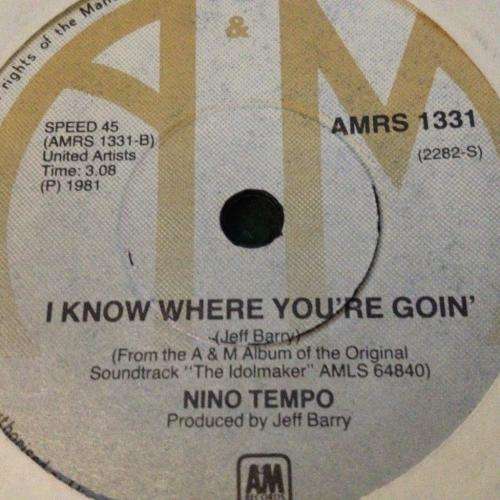 rights of the Man
&
SPEED 45
(AMRS 1331-B)
United Artists
Time: 3.08
(P) 1981
AMRS 1331
(2282-S)
I KNOW WHERE YOU'RE GOIN'
(Jeff Barry)
(From the A & M Album of the Original
Soundtrack "The Idolmaker" AMLS 64840)
NINO TEMPO
Produced by Jeff Barry
A&M